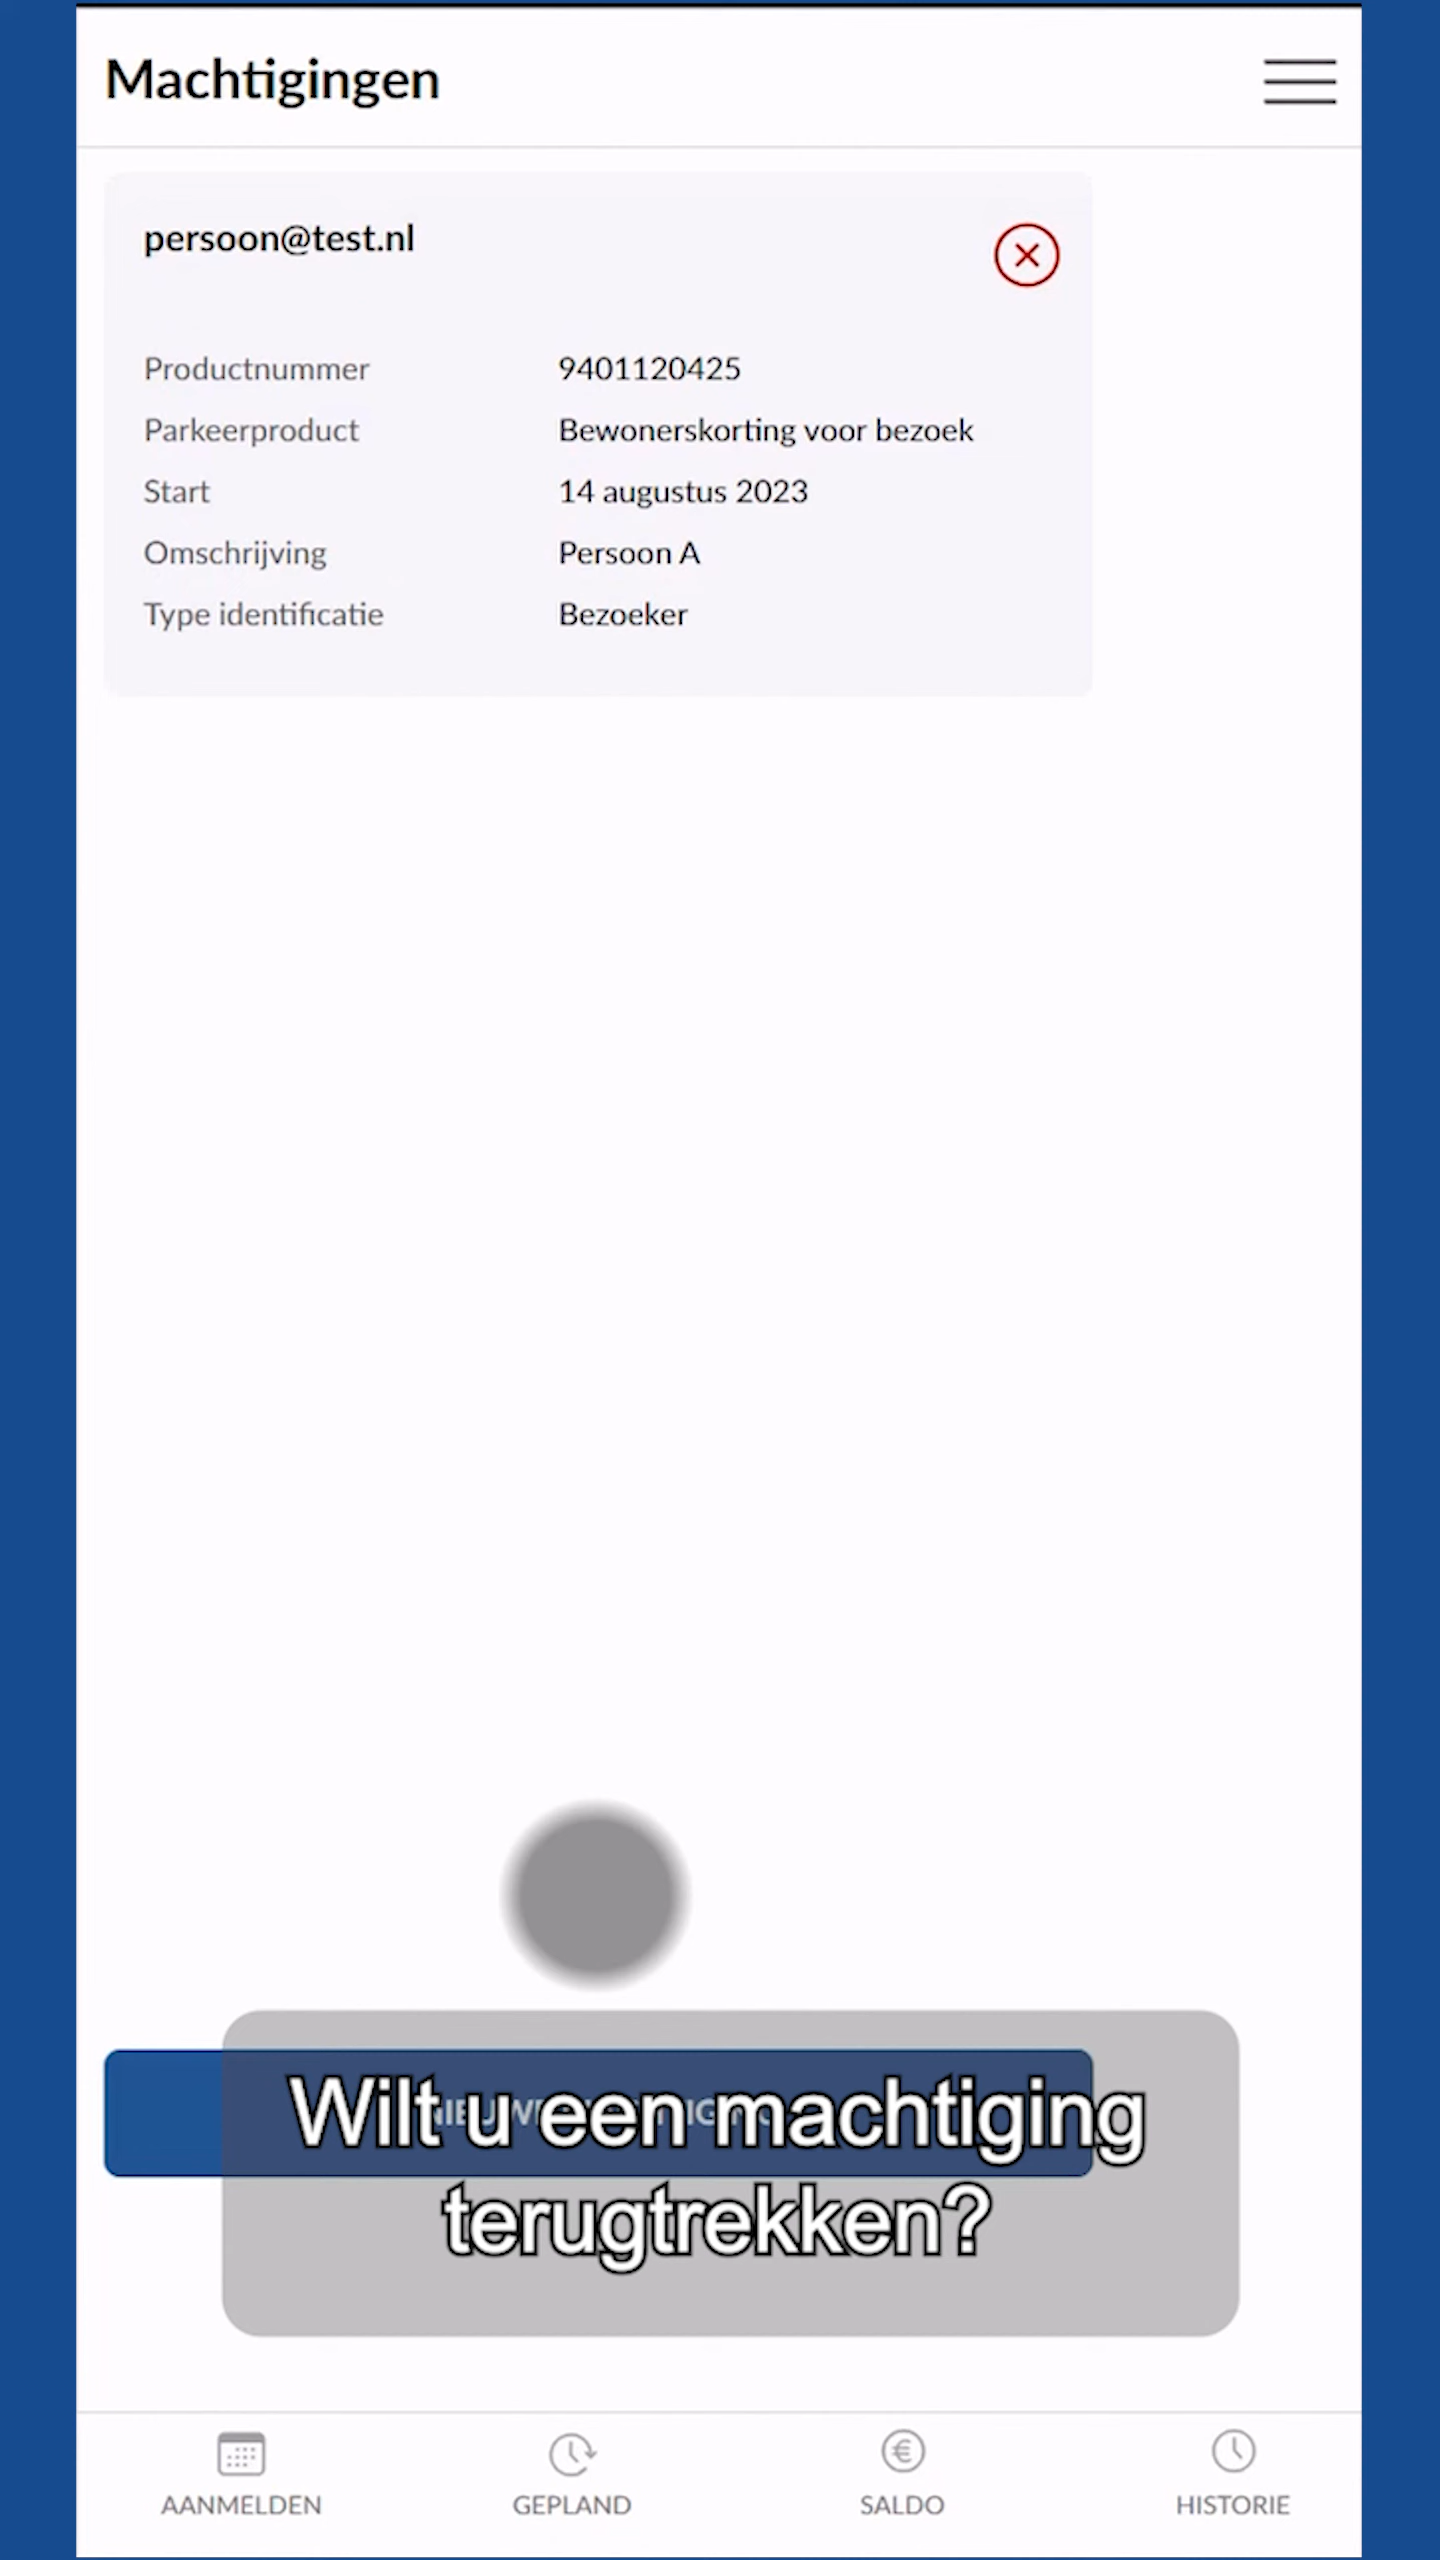 Machtigingen
persoon@test.nl
Productnummer 9401120425
Parkeerproduct Bewonerskorting voor bezoek
Start 14 augustus 2023
Omschrijving Persoon A
Type identificatie Bezoeker
Wilt u een machtiging
terugtrekken?
AANMELDEN GEPLAND SALDO HISTORIE